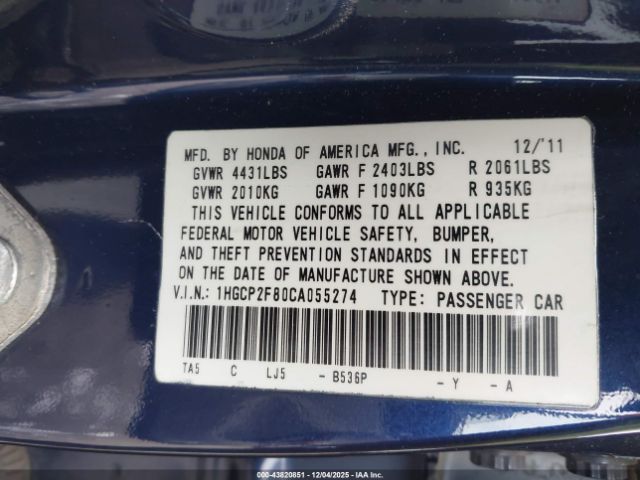 MFD. BY HONDA OF AMERICA MFG., INC. 12/'11
GVWR 4431LBS GAWR F 2403LBS R 2061LBS
GVWR 2010KG GAWR F 1090KG R 935KG
THIS VEHICLE CONFORMS TO ALL APPLICABLE
FEDERAL MOTOR VEHICLE SAFETY, BUMPER,
AND THEFT PREVENTION STANDARDS IN EFFECT
ON THE DATE OF MANUFACTURE SHOWN ABOVE.
V.I.N.: 1HGCP2F80CA055274 TYPE: PASSENGER CAR
TA5 C LJ5 - B536P - Y - A
000-43820851 - 12/04/2025 - IAA INC.